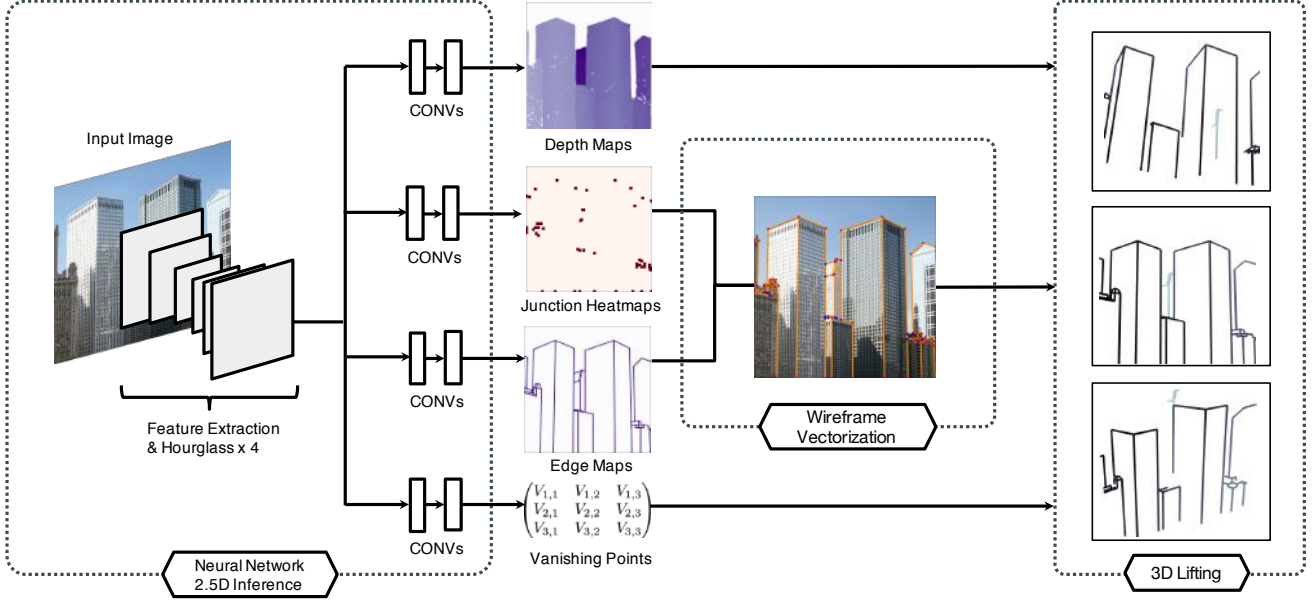 Input Image
Feature Extraction
& Hourglass x 4
CONVs
CONVs
CONVs
CONVs
Depth Maps
Junction Heatmaps
Edge Maps
V1,1 V1,2 V1,3
V2,1 V2,2 V2,3
V3,1 V3,2 V3,3
Vanishing Points
Neural Network
2.5D Inference
Wireframe
Vectorization
3D Lifting